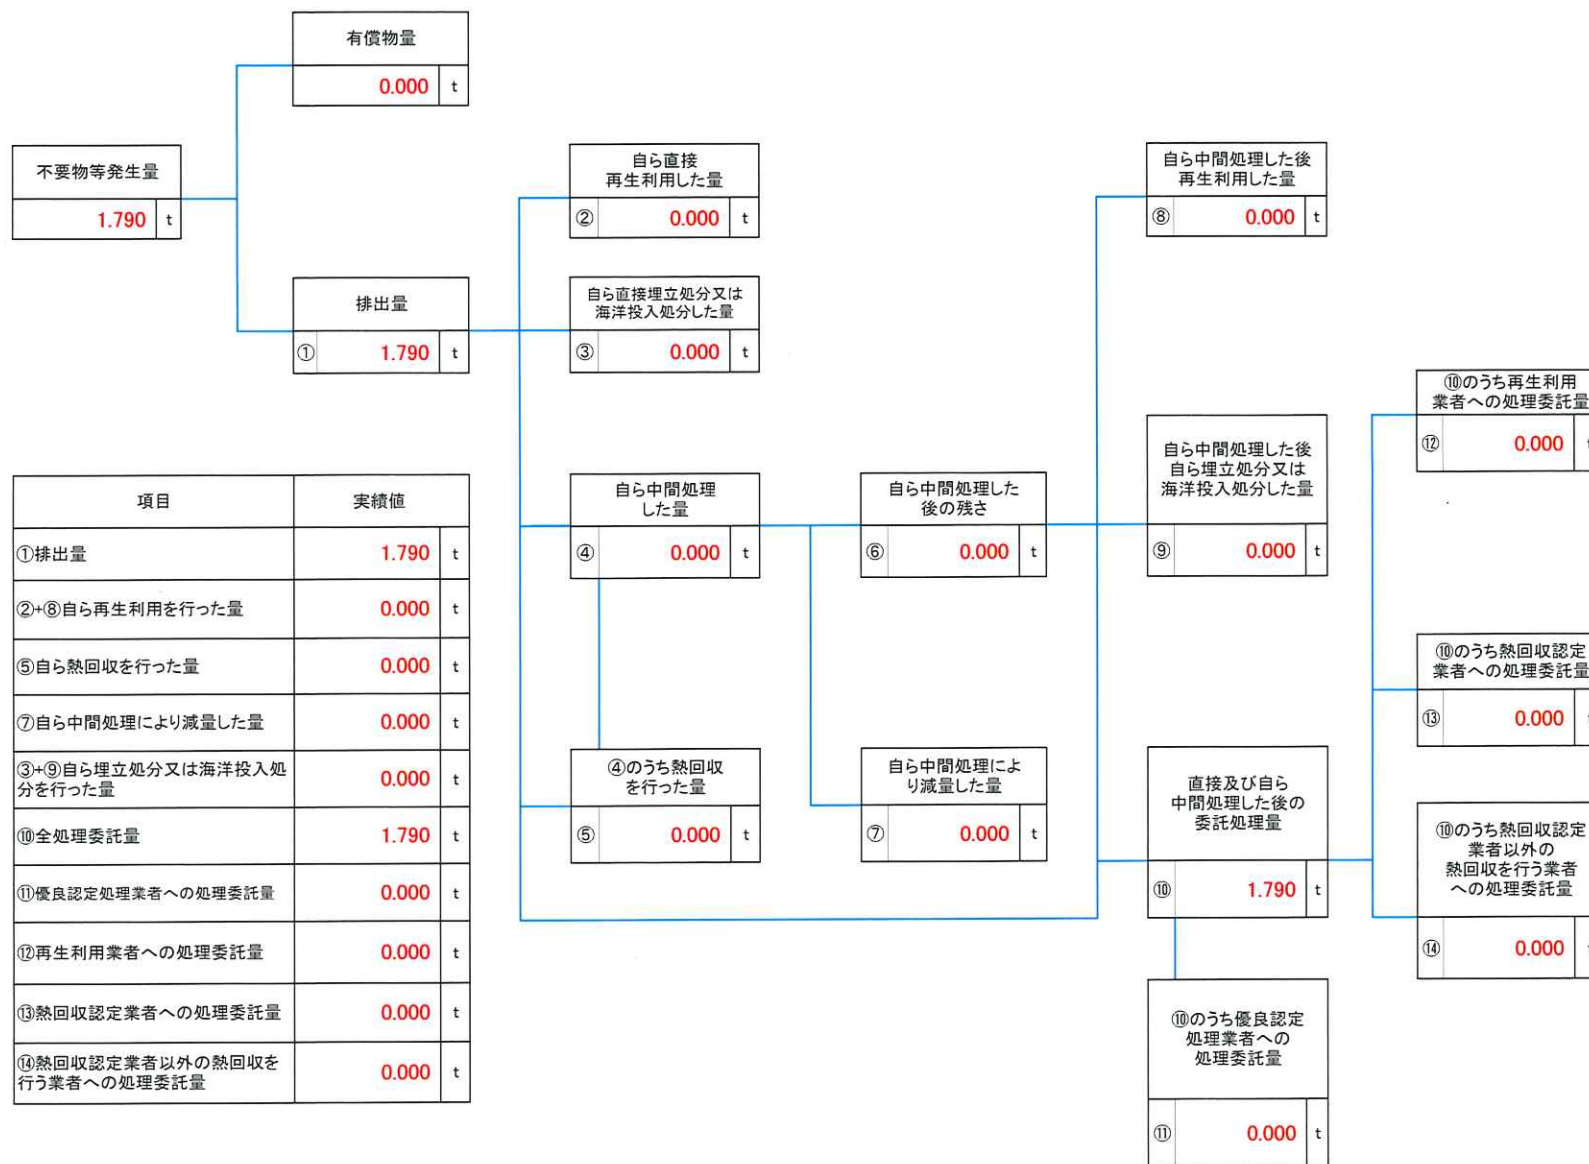 有償物量
0.000 t
不要物等発生量
1.790 t
排出量
① 1.790 t
自ら直接
再生利用した量
② 0.000 t
自ら直接埋立処分又は
海洋投入処分した量
③ 0.000 t
自ら中間処理
した量
④ 0.000 t
④のうち熱回収
を行った量
⑤ 0.000 t
自ら中間処理した
後の残さ
⑥ 0.000 t
自ら中間処理によ
り減量した量
⑦ 0.000 t
自ら中間処理した後
再生利用した量
⑧ 0.000 t
自ら中間処理した後
自ら埋立処分又は
海洋投入処分した量
⑨ 0.000 t
直接及び自ら
中間処理した後の
委託処理量
⑩ 1.790 t
⑩のうち優良認定
処理業者への
処理委託量
⑪ 0.000 t
⑩のうち再生利用
業者への処理委託量
⑫ 0.000
⑩のうち熱回収認定
業者への処理委託量
⑬ 0.000
⑩のうち熱回収認定
業者以外の
熱回収を行う業者
への処理委託量
⑭ 0.000
項目 実績値
①排出量 1.790 t
②+⑧自ら再生利用を行った量 0.000 t
⑤自ら熱回収を行った量 0.000 t
⑦自ら中間処理により減量した量 0.000 t
③+⑨自ら埋立処分又は海洋投入処
分を行った量 0.000 t
⑩全処理委託量 1.790 t
⑪優良認定処理業者への処理委託量 0.000 t
⑫再生利用業者への処理委託量 0.000 t
⑬熱回収認定業者への処理委託量 0.000 t
⑭熱回収認定業者以外の熱回収を
行う業者への処理委託量 0.000 t